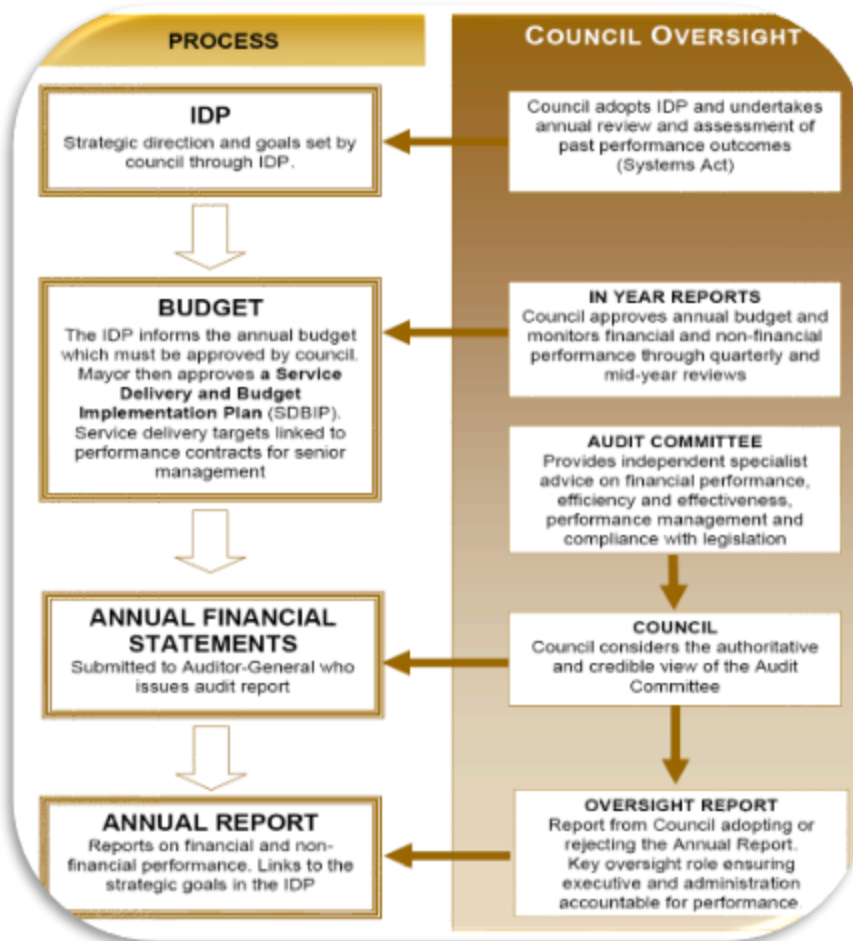 PROCESS
COUNCIL OVERSIGHT
IDP
Strategic direction and goals set by
council through IDP.
Council adopts IDP and undertakes
annual review and assessment of
past performance outcomes
(Systems Act)
BUDGET
The IDP informs the annual budget
which must be approved by council.
Mayor then approves a Service
Delivery and Budget
Implementation Plan (SDBIP).
Service delivery targets linked to
performance contracts for senior
management
IN YEAR REPORTS
Council approves annual budget and
monitors financial and non-financial
performance through quarterly and
mid-year reviews
AUDIT COMMITTEE
Provides independent specialist
advice on financial performance,
efficiency and effectiveness,
performance management and
compliance with legislation
ANNUAL FINANCIAL
STATEMENTS
Submitted to Auditor-General who
issues audit report
COUNCIL
Council considers the authoritative
and credible view of the Audit
Committee
ANNUAL REPORT
Reports on financial and non-
financial performance. Links to the
strategic goals in the IDP
OVERSIGHT REPORT
Report from Council adopting or
rejecting the Annual Report.
Key oversight role ensuring
executive and administration
accountable for performance.